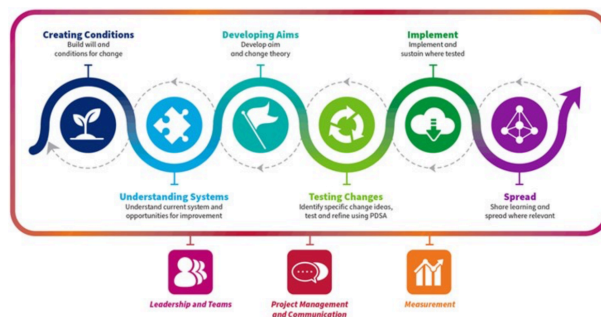 Creating Conditions
Build will and
conditions for change
Developing Aims
Develop aim
and change theory
Implement
Implement and
sustain where tested
Understanding Systems
Understand current system and
opportunities for improvement
Testing Changes
Identify specific change ideas,
test and refine using PDSA
Spread
Share learning and
spread where relevant
Leadership and Teams
Project Management
and Communication
Measurement